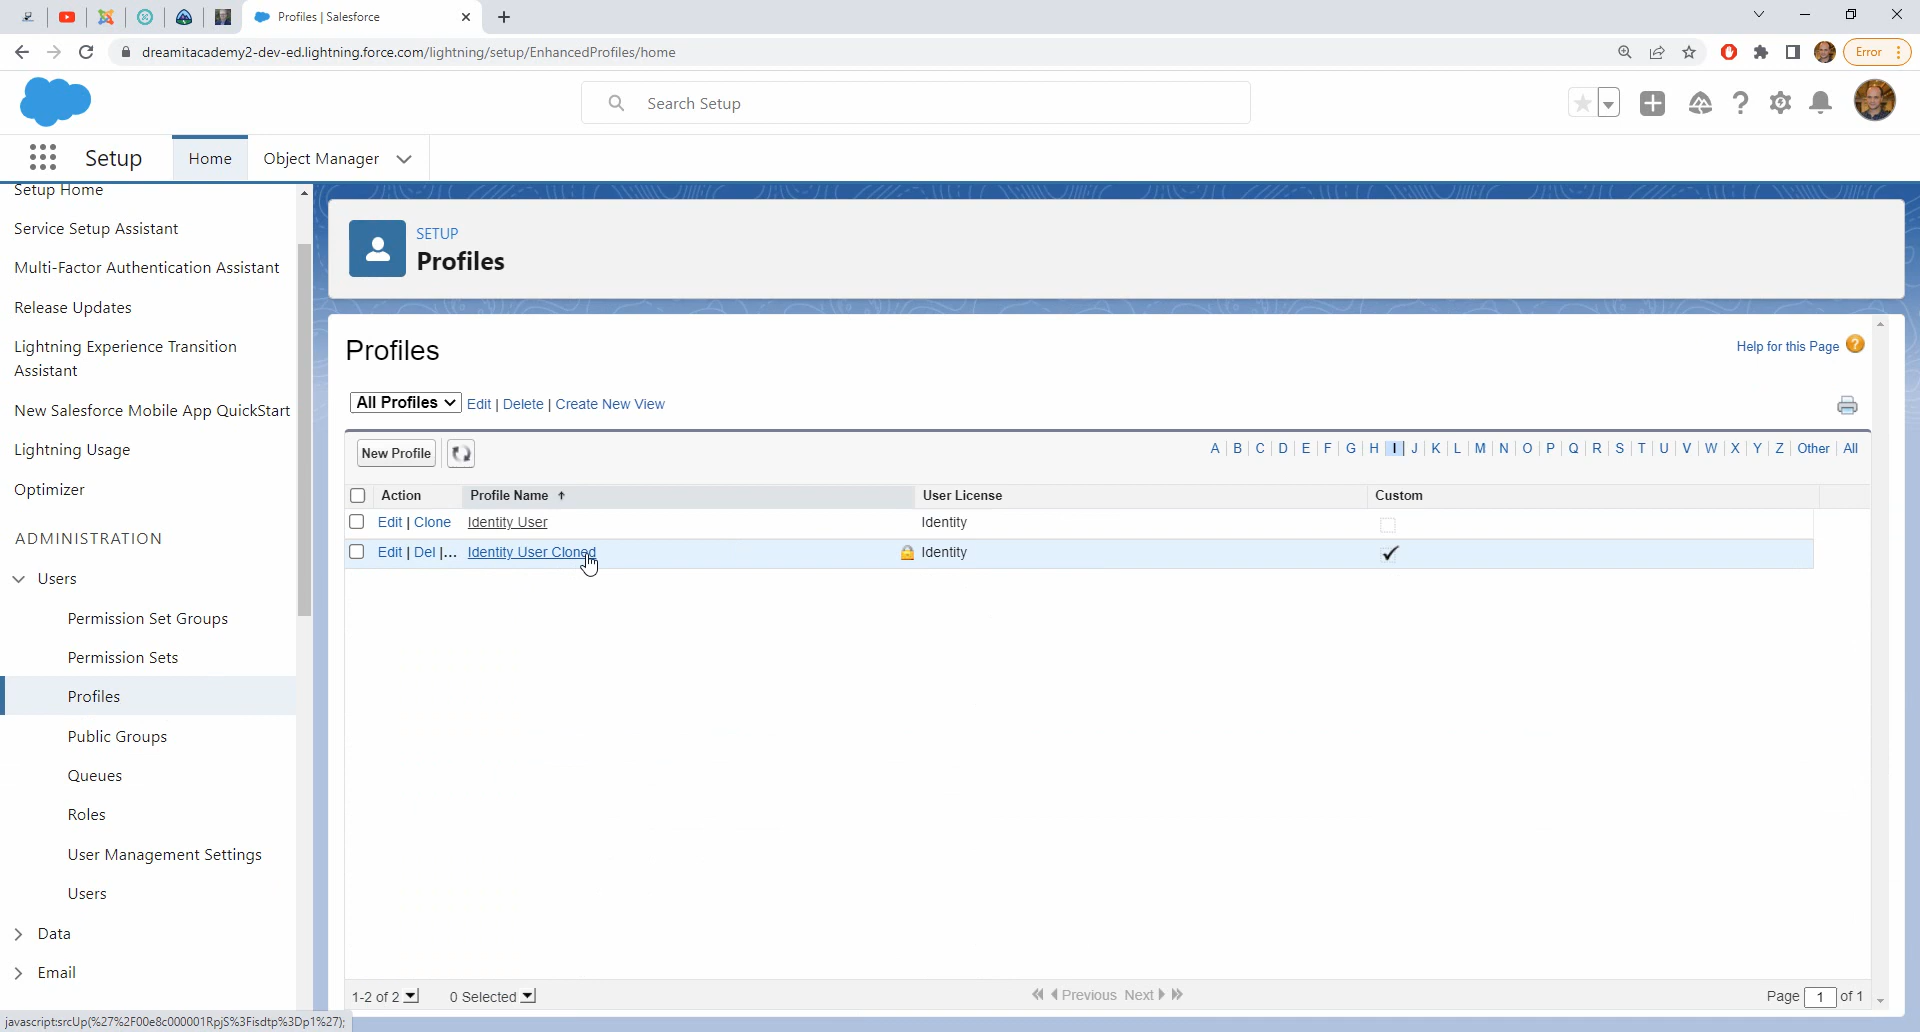 Profiles | Salesforce
dreamitacademy2-dev-ed.lightning.force.com/lightning/setup/EnhancedProfiles/home
Error
Search Setup
Setup
Home
Object Manager
Setup Home
Service Setup Assistant
Multi-Factor Authentication Assistant
Release Updates
Lightning Experience Transition
Assistant
New Salesforce Mobile App QuickStart
Lightning Usage
Optimizer
ADMINISTRATION
Users
Permission Set Groups
Permission Sets
Profiles
Public Groups
Queues
Roles
User Management Settings
Users
Data
Email
SETUP
Profiles
Profiles
Help for this Page ?
All Profiles Edit | Delete | Create New View
New Profile
A | B | C | D | E | F | G | H | I | J | K | L | M | N | O | P | Q | R | S | T | U | V | W | X | Y | Z | Other | All
Action Profile Name User License Custom
Edit | Clone Identity User Identity
Edit | Del |... Identity User Cloned Identity
1-2 of 2 0 Selected Previous Next Page 1 of 1
javascript:srcUp(%27%2F00e8c000001RpjS%3Fisdtp%3Dp1%27);